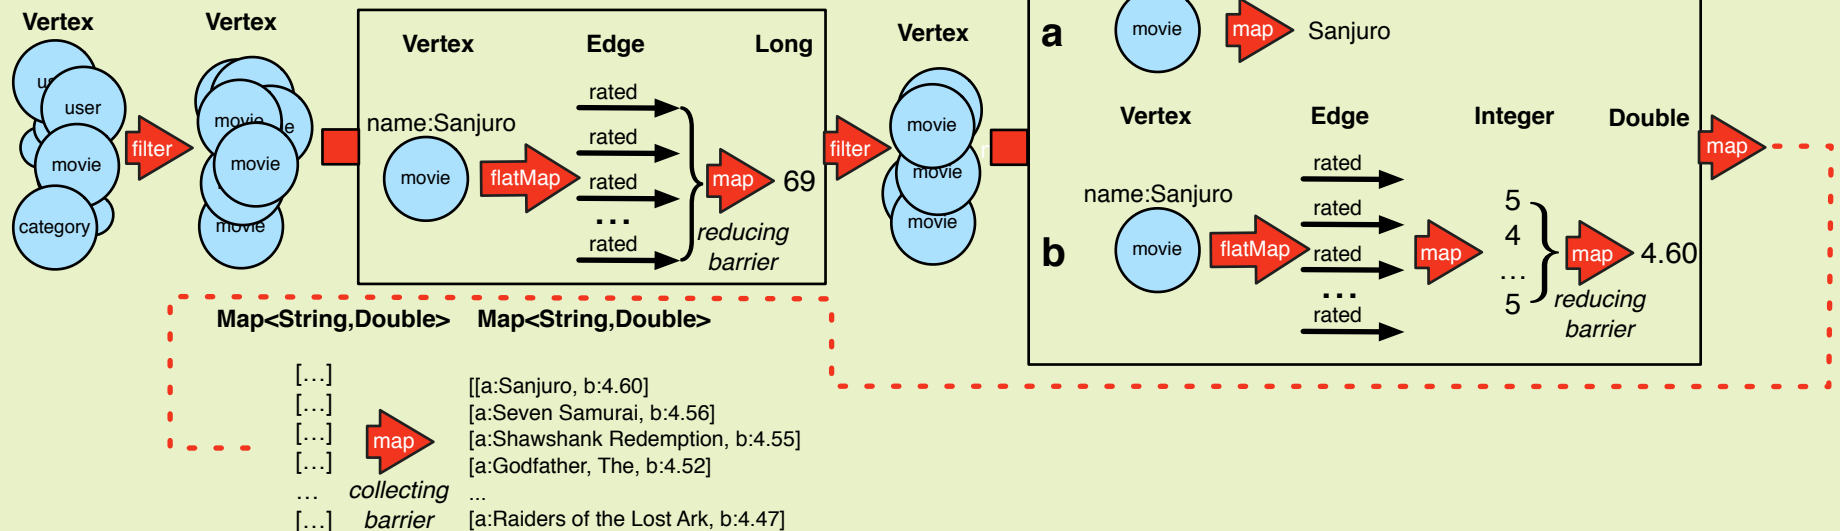 Vertex
user
movie
category
filter
Vertex
movie
movie
movie
Vertex
Edge
Long
name:Sanjuro
movie
flatMap
rated
rated
rated
...
rated
map
69
reducing
barrier
filter
Vertex
movie
movie
movie
a
movie
map
Sanjuro
Vertex
Edge
Integer
Double
b
name:Sanjuro
movie
flatMap
rated
rated
rated
...
rated
map
5
4
...
5
map
4.60
reducing
barrier
map
Map<String,Double>
Map<String,Double>
[...]
[...]
[...]
[...]
...
[...]
map
collecting
barrier
[[a:Sanjuro, b:4.60]
[a:Seven Samurai, b:4.56]
[a:Shawshank Redemption, b:4.55]
[a:Godfather, The, b:4.52]
...
[a:Raiders of the Lost Ark, b:4.47]